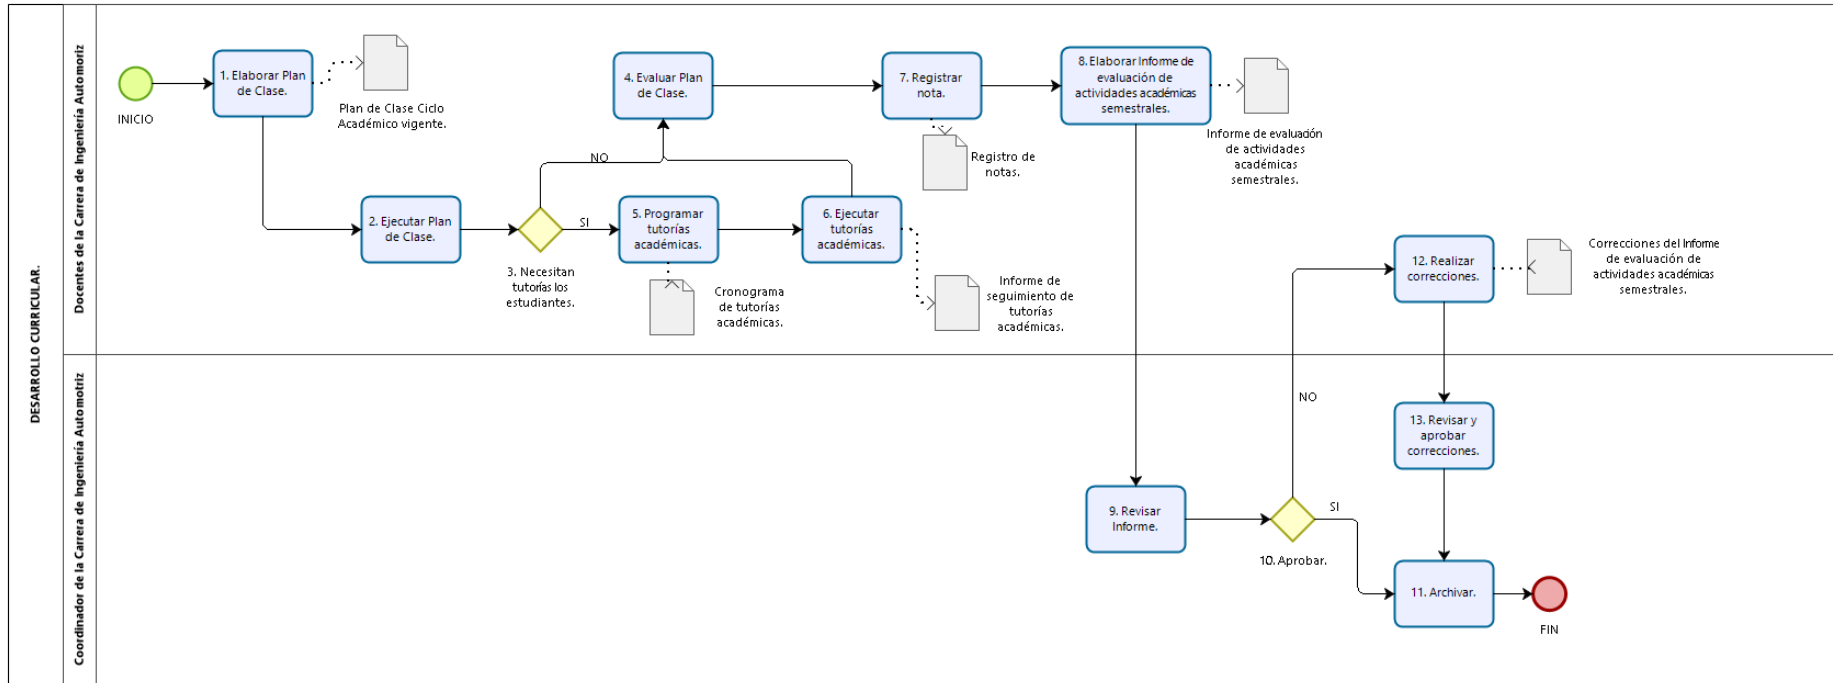 DESARROLLO CURRICULAR.
Docentes de la Carrera de Ingeniería Automotriz
INICIO
1. Elaborar Plan
de Clase.
Plan de Clase Ciclo
Académico vigente.
2. Ejecutar Plan
de Clase.
3. Necesitan
tutorías los
estudiantes.
NO
SI
4. Evaluar Plan
de Clase.
5. Programar
tutorías
académicas.
Cronograma
de tutorías
académicas.
6. Ejecutar
tutorías
académicas.
Informe de
seguimiento de
tutorías
académicas.
7. Registrar
nota.
Registro de
notas.
8. Elaborar Informe de
evaluación de
actividades académicas
semestrales.
Informe de evaluación
de actividades
académicas
semestrales.
12. Realizar
correcciones.
Correcciones del Informe
de evaluación de
actividades académicas
semestrales.
Coordinador de la Carrera de Ingeniería Automotriz
9. Revisar
Informe.
10. Aprobar.
NO
SI
13. Revisar y
aprobar
correcciones.
11. Archivar.
FIN